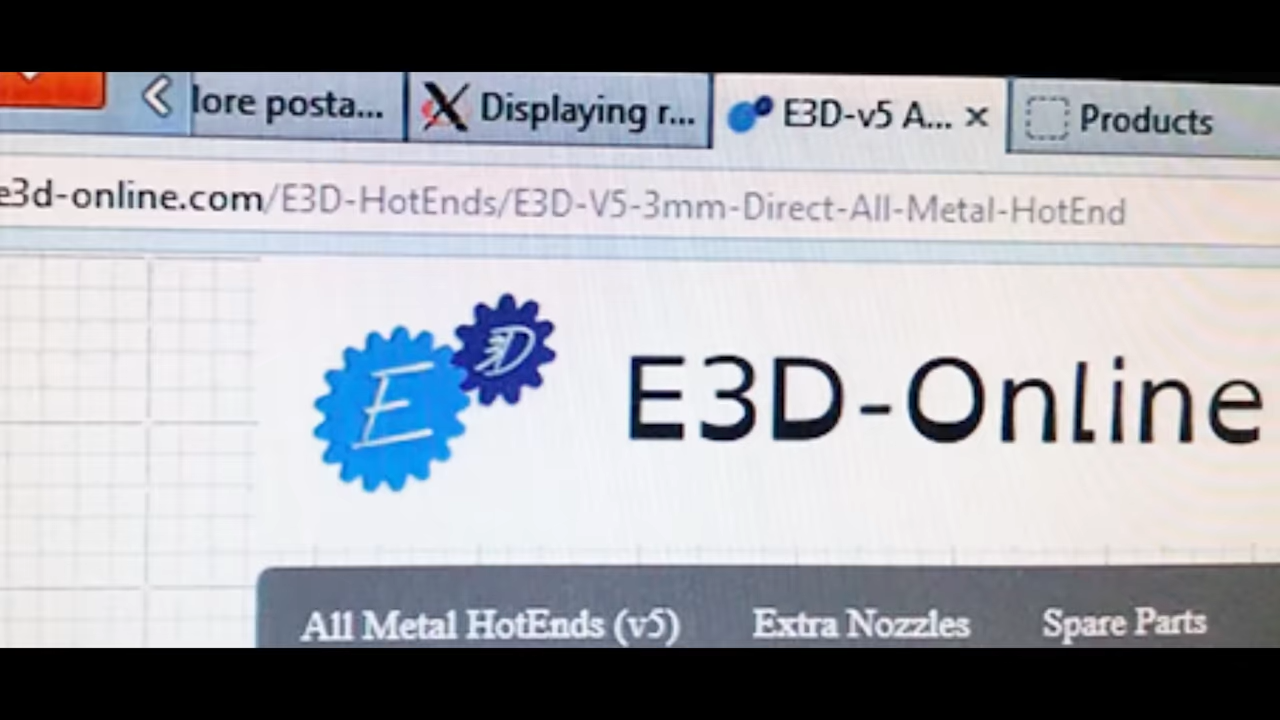 lore posta... Displaying r... E3D-v5 A... × Products
e3d-online.com/E3D-HotEnds/E3D-V5-3mm-Direct-All-Metal-HotEnd
E 3D E3D-Online
All Metal HotEnds (v5) Extra Nozzles Spare Parts